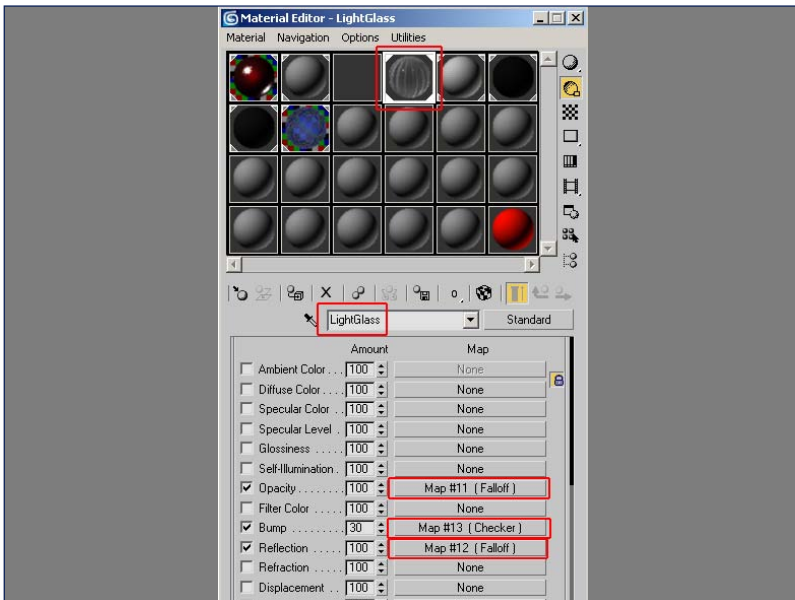 Material Editor - LightGlass
Material Navigation Options Utilities
LightGlass Standard
Amount Map
Ambient Color . . . 100 None
Diffuse Color . . . . 100 None
Specular Color . . 100 None
Specular Level . 100 None
Glossiness . . . . . 100 None
Self-Illumination . 100 None
Opacity . . . . . . . . 100 Map #11 ( Falloff )
Filter Color . . . . . 100 None
Bump . . . . . . . . . 30 Map #13 ( Checker )
Reflection . . . . . 100 Map #12 ( Falloff )
Refraction . . . . . 100 None
Displacement . . 100 None